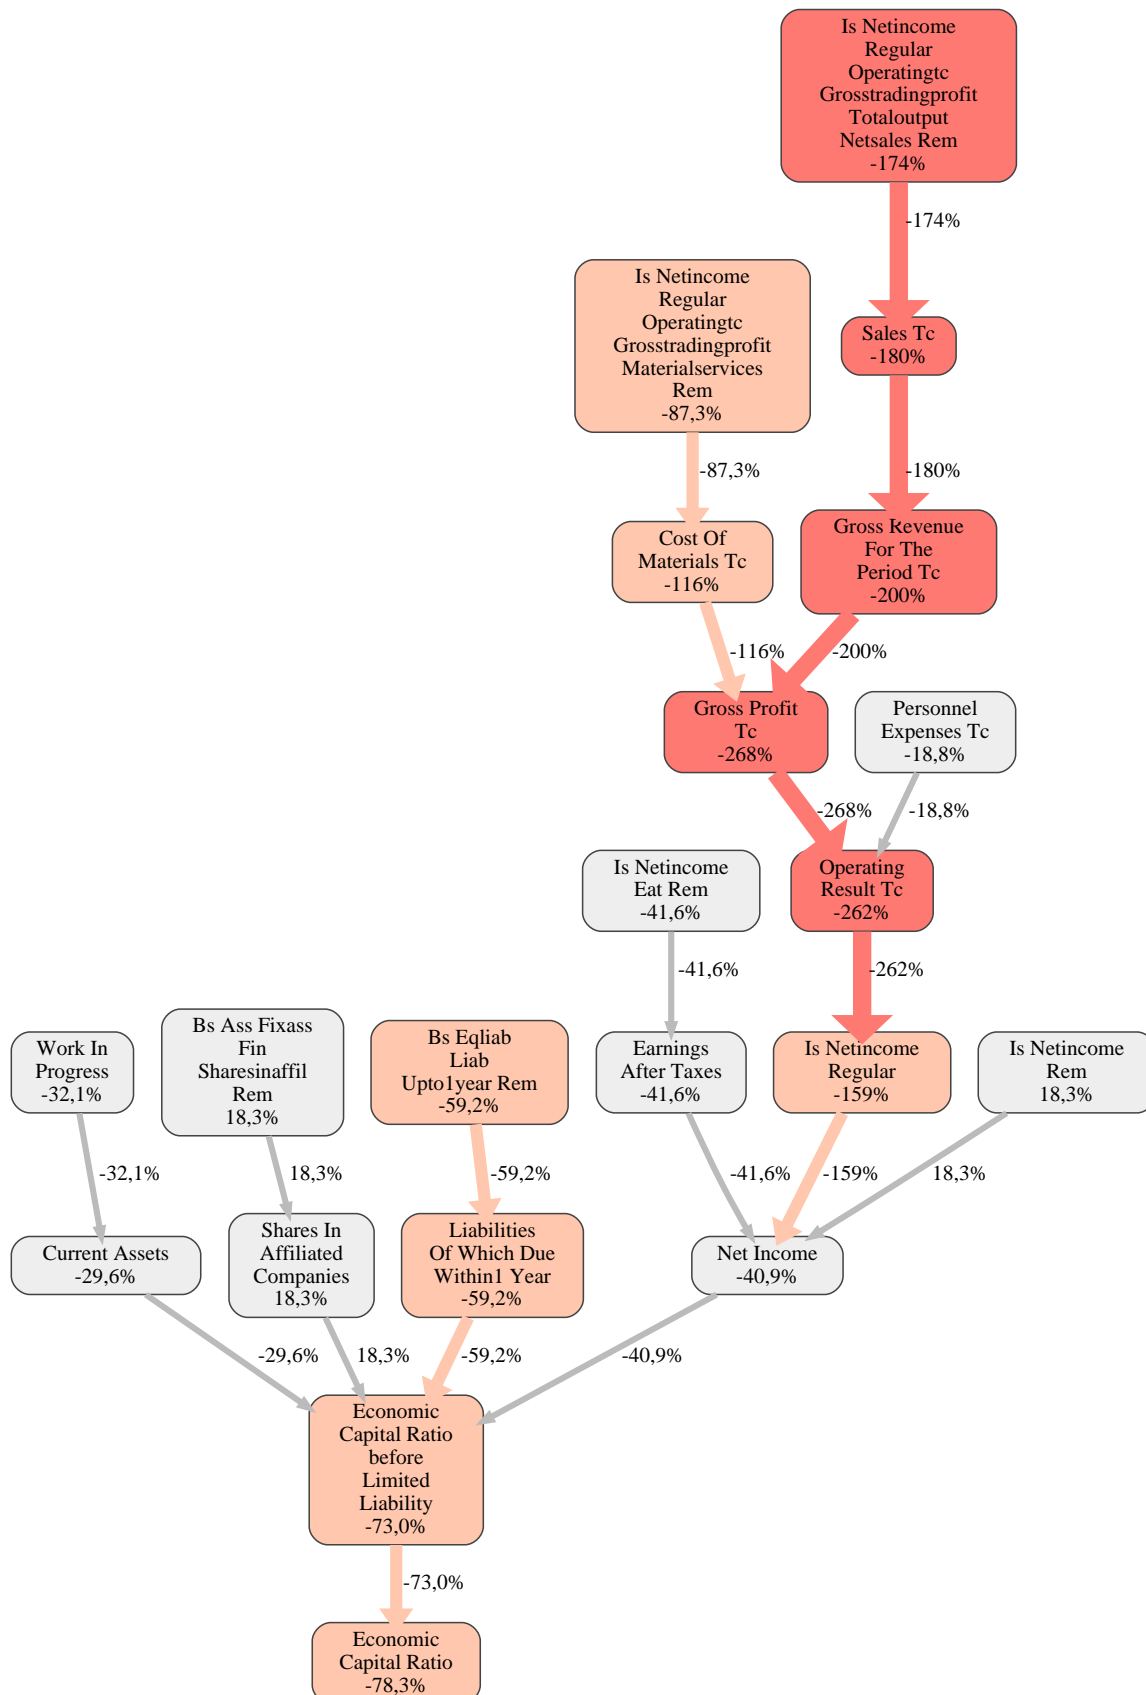 Is Netincome
Regular
Operatingtc
Grosstradingprofit
Totaloutput
Netsales Rem
-174%
-174%
Is Netincome
Regular
Operatingtc
Grosstradingprofit
Materialservices
Rem
-87,3%
Sales Tc
-180%
-87,3%
-180%
Cost Of
Materials Tc
-116%
Gross Revenue
For The
Period Tc
-200%
-116%
-200%
Gross Profit
Tc
-268%
Personnel
Expenses Tc
-18,8%
-268%
-18,8%
Is Netincome
Eat Rem
-41,6%
Operating
Result Tc
-262%
-41,6%
-262%
Work In
Progress
-32,1%
Bs Ass Fixass
Fin
Sharesinaffil
Rem
18,3%
Bs Eqliab
Liab
Upto1year Rem
-59,2%
Earnings
After Taxes
-41,6%
Is Netincome
Regular
-159%
Is Netincome
Rem
18,3%
-32,1%
18,3%
-59,2%
-41,6%
-159%
18,3%
Current Assets
-29,6%
Shares In
Affiliated
Companies
18,3%
Liabilities
Of Which Due
Within1 Year
-59,2%
Net Income
-40,9%
-29,6%
18,3%
-59,2%
-40,9%
Economic
Capital Ratio
before
Limited
Liability
-73,0%
-73,0%
Economic
Capital Ratio
-78,3%